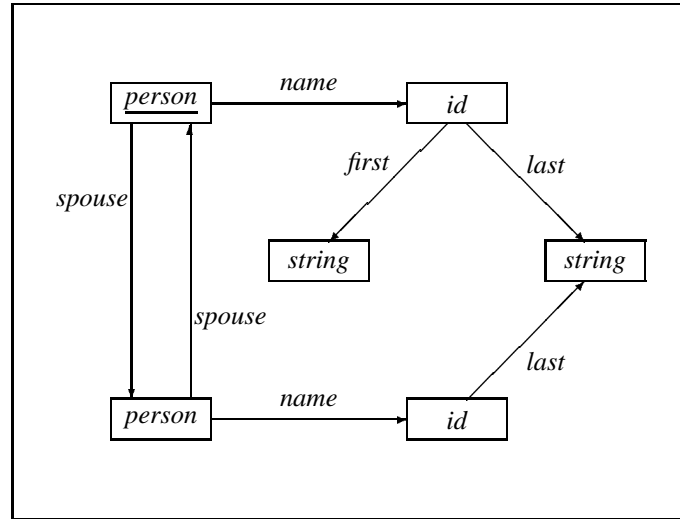 name
person
id
first
last
spouse
string
string
spouse
last
name
person
id